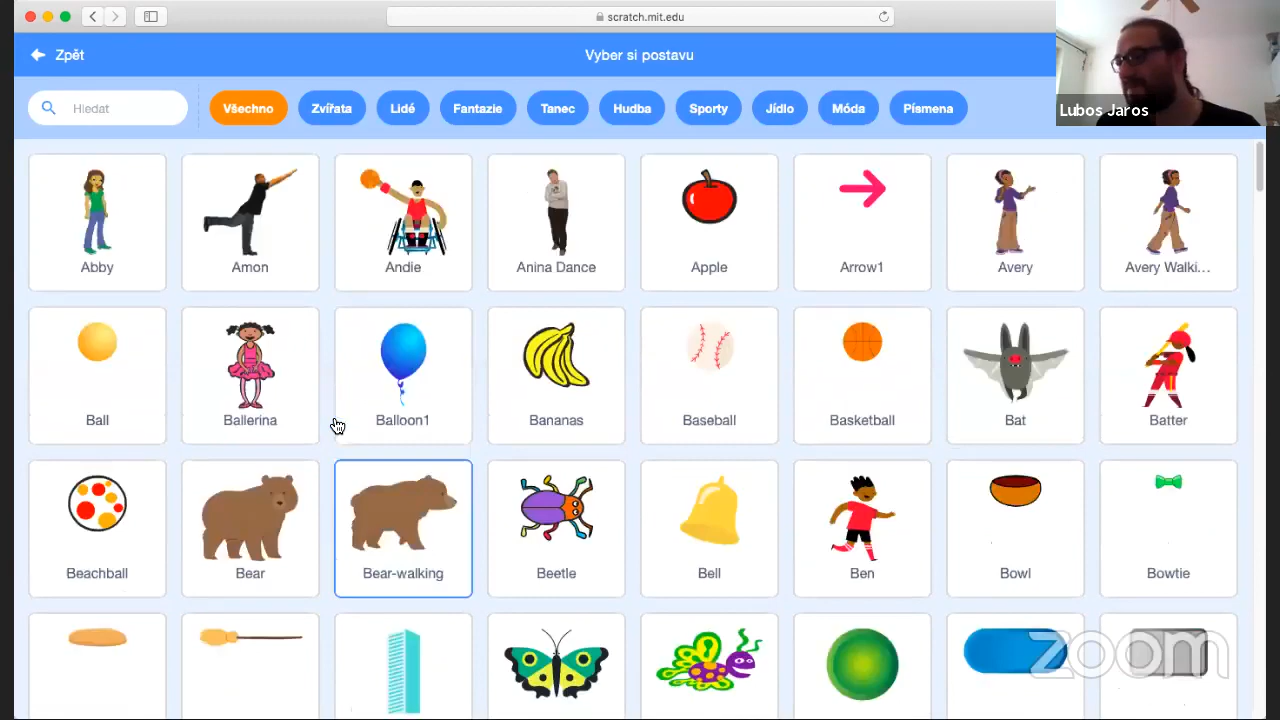 scratch.mit.edu
Zpět
Vyber si postavu
Hledat
Všechno
Zvířata
Lidé
Fantazie
Tanec
Hudba
Sporty
Jídlo
Móda
Písmena
Lubos Jaros
Abby
Amon
Andie
Anina Dance
Apple
Arrow1
Avery
Avery Walki...
Ball
Ballerina
Balloon1
Bananas
Baseball
Basketball
Bat
Batter
Beachball
Bear
Bear-walking
Beetle
Bell
Ben
Bowl
Bowtie
zoom